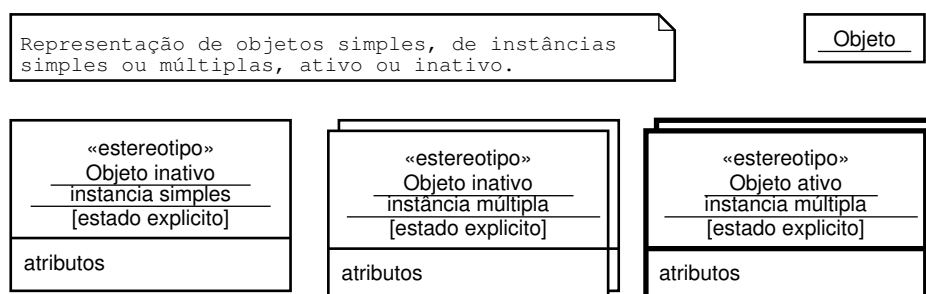 Representação de objetos simples, de instâncias
simples ou múltiplas, ativo ou inativo.
Objeto
«estereotipo»
Objeto inativo
instancia simples
[estado explicito]
atributos
«estereotipo»
Objeto inativo
instância múltipla
[estado explicito]
atributos
«estereotipo»
Objeto ativo
instancia múltipla
[estado explicito]
atributos